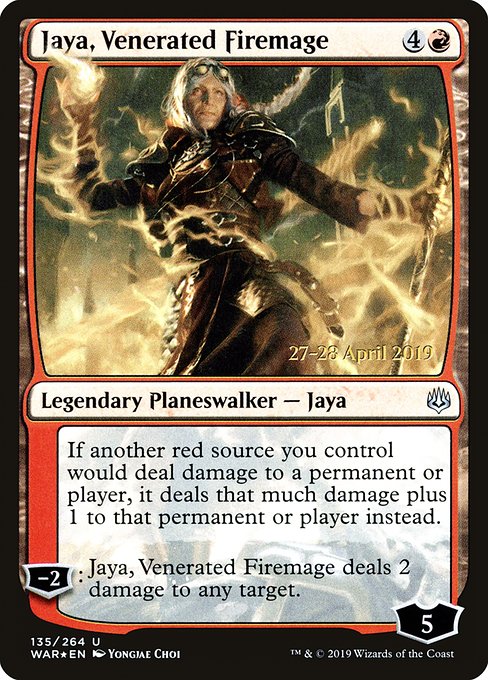 Jaya, Venerated Firemage 4
27–28 April 2019
Legendary Planeswalker — Jaya
If another red source you control
would deal damage to a permanent or
player, it deals that much damage plus
1 to that permanent or player instead.
-2 : Jaya, Venerated Firemage deals 2
damage to any target.
5
135/264 U
WAR★EN Yongjae Choi ™ & © 2019 Wizards of the Coast